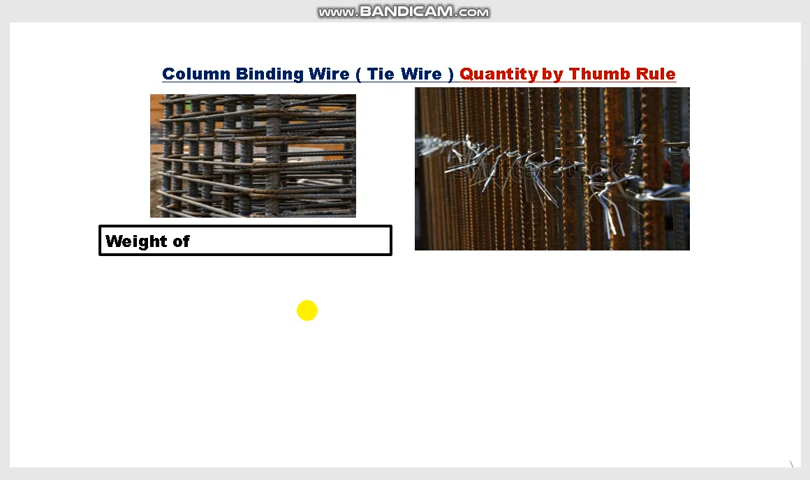 WWW.BANDICAM.COM
Column Binding Wire ( Tie Wire ) Quantity by Thumb Rule
Weight of